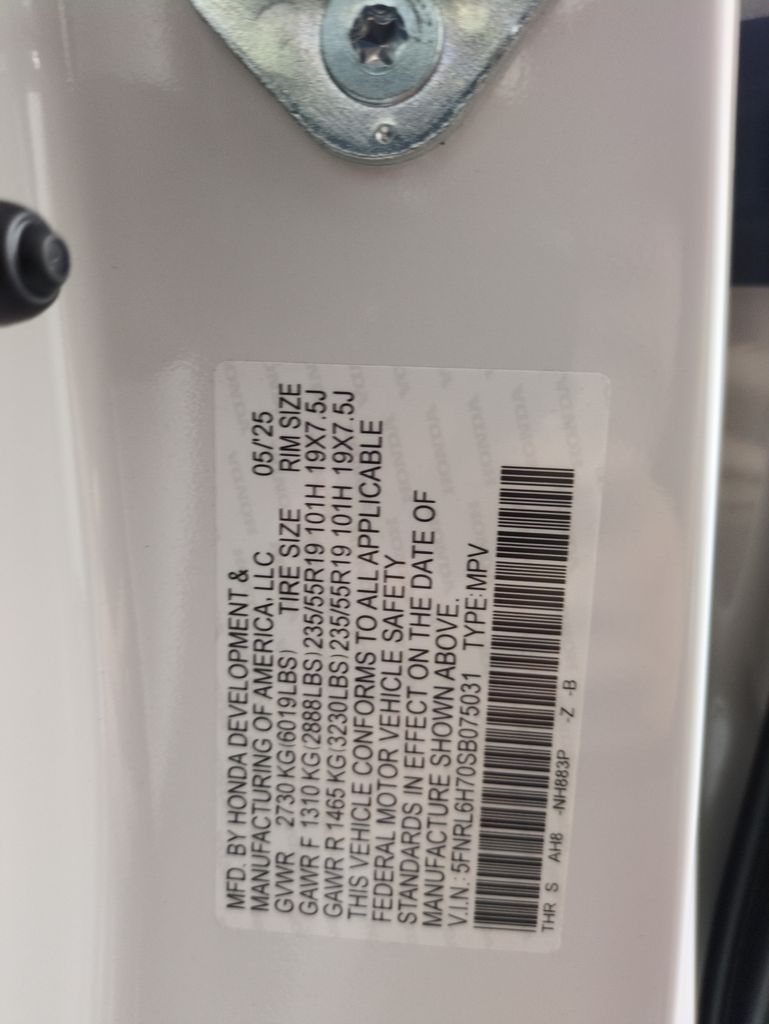 MFD. BY HONDA DEVELOPMENT &
MANUFACTURING OF AMERICA, LLC 05/'25
GVWR 2730 KG(6019LBS) TIRE SIZE RIM SIZE
GAWR F 1310 KG(2888LBS)235/55R19 101H 19X7.5J
GAWR R 1465 KG(3230LBS)235/55R19 101H 19X7.5J
THIS VEHICLE CONFORMS TO ALL APPLICABLE
FEDERAL MOTOR VEHICLE SAFETY
STANDARDS IN EFFECT ON THE DATE OF
MANUFACTURE SHOWN ABOVE.
V.I.N.:5FNRL6H70SB075031 TYPE:MPV
THR S AH8 -NH883P -Z -B